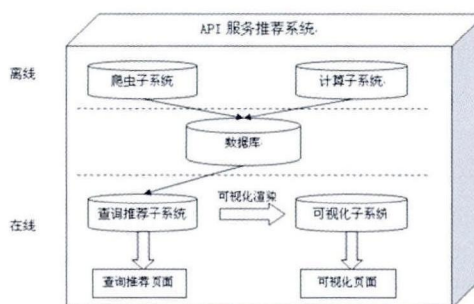 API 服务推荐系统
离线
爬虫子系统
计算子系统
数据库
可视化渲染
查询推荐子系统
可视化子系统
在线
查询推荐页面
可视化页面